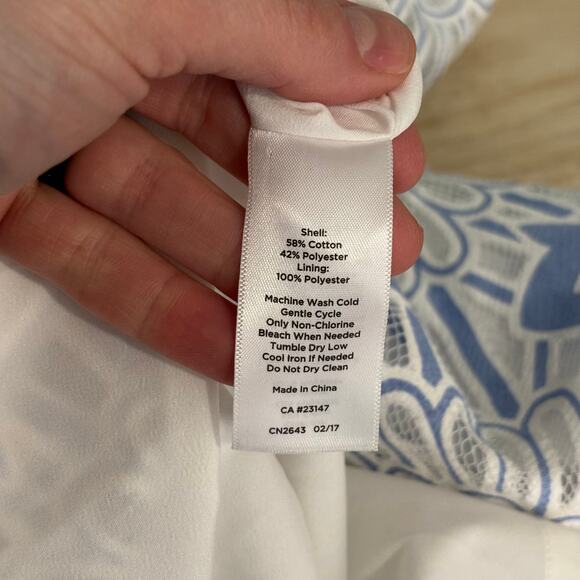 Shell:
58% Cotton
42% Polyester
Lining:
100% Polyester
Machine Wash Cold
Gentle Cycle
Only Non-Chlorine
Bleach When Needed
Tumble Dry Low
Cool Iron If Needed
Do Not Dry Clean
Made In China
CA #23147
CN2643 02/17